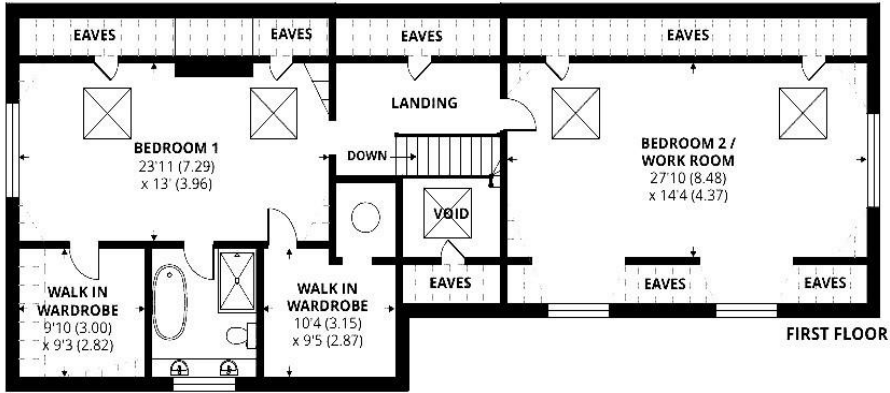 EAVES
EAVES
EAVES
EAVES
LANDING
BEDROOM 1
23'11 (7.29)
x 13' (3.96)
DOWN
BEDROOM 2 /
WORK ROOM
27'10 (8.48)
x 14'4 (4.37)
VOID
WALK IN
WARDROBE
9'10 (3.00)
x 9'3 (2.82)
WALK IN
WARDROBE
10'4 (3.15)
x 9'5 (2.87)
EAVES
EAVES
EAVES
FIRST FLOOR